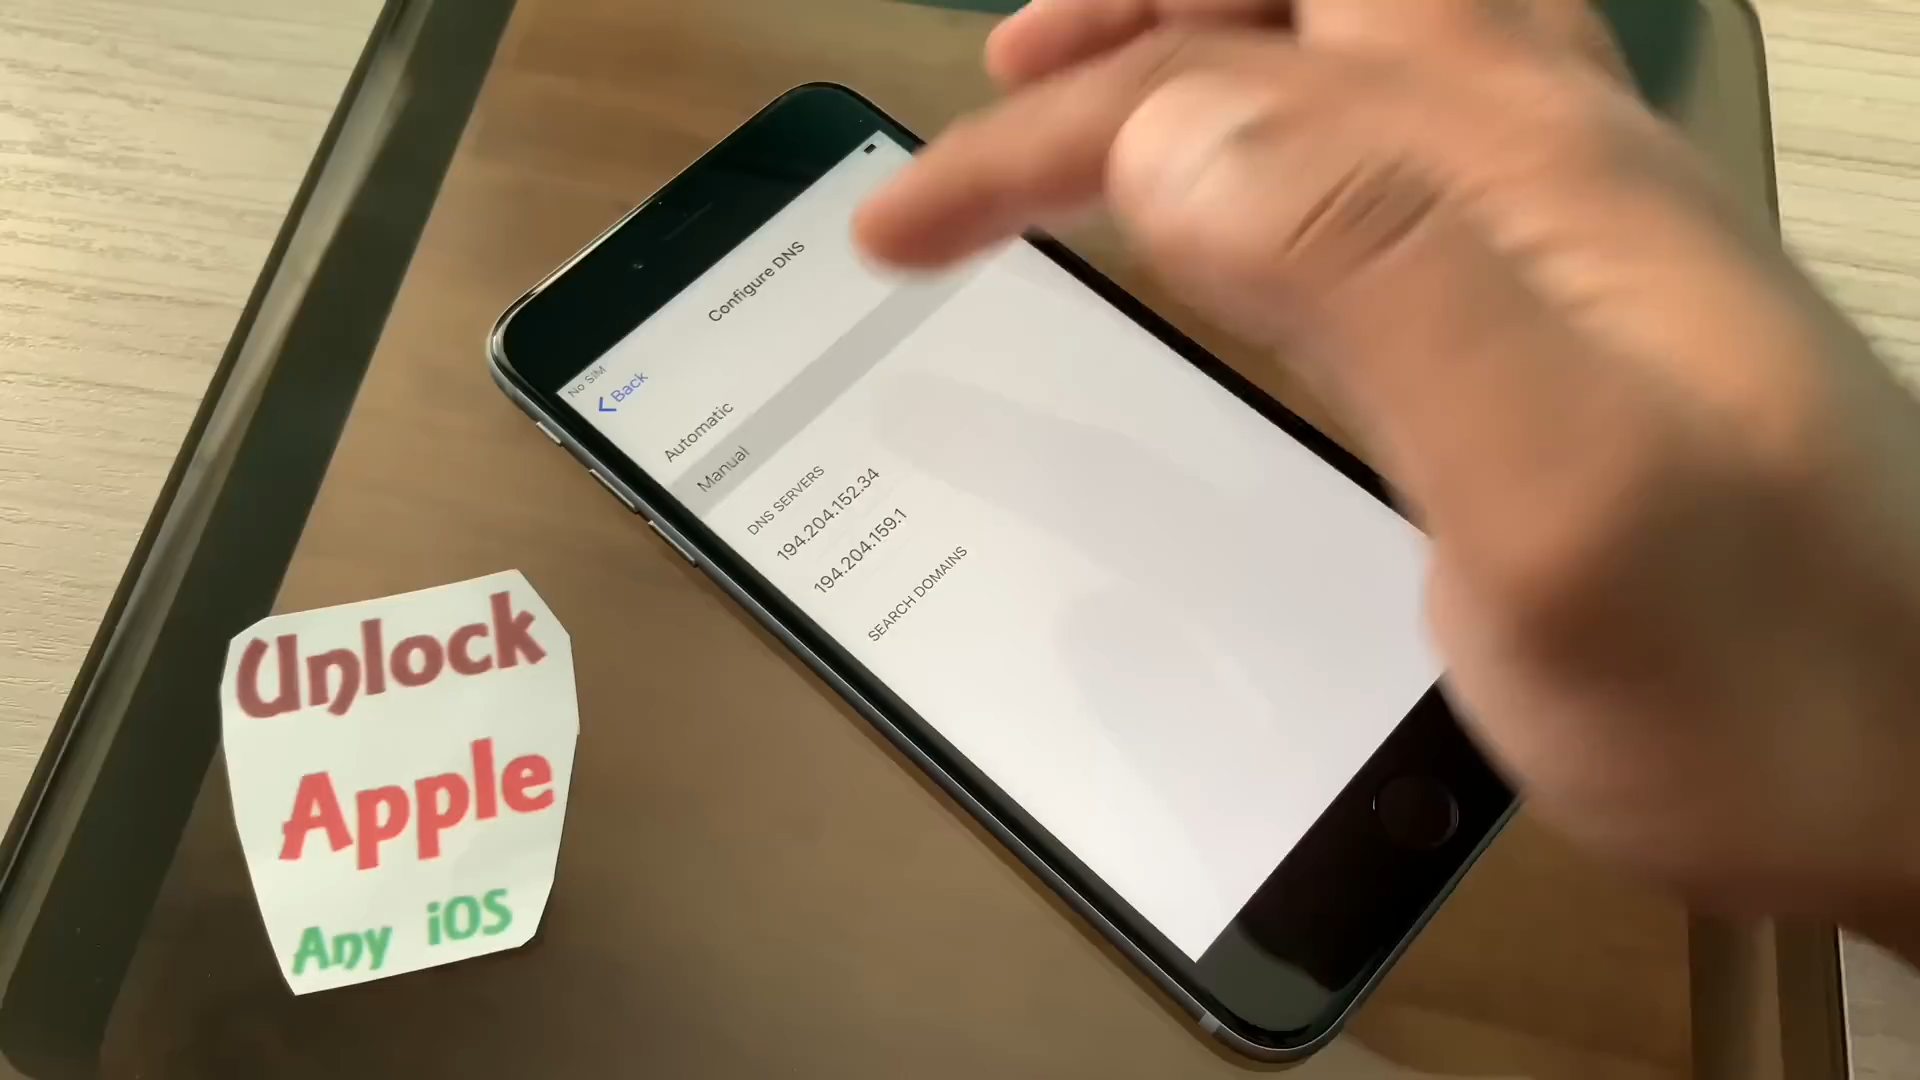 No SIM
Back
Configure DNS
Automatic
Manual
DNS SERVERS
194.204.152.34
194.204.159.1
SEARCH DOMAINS
Unlock
Apple
Any iOS